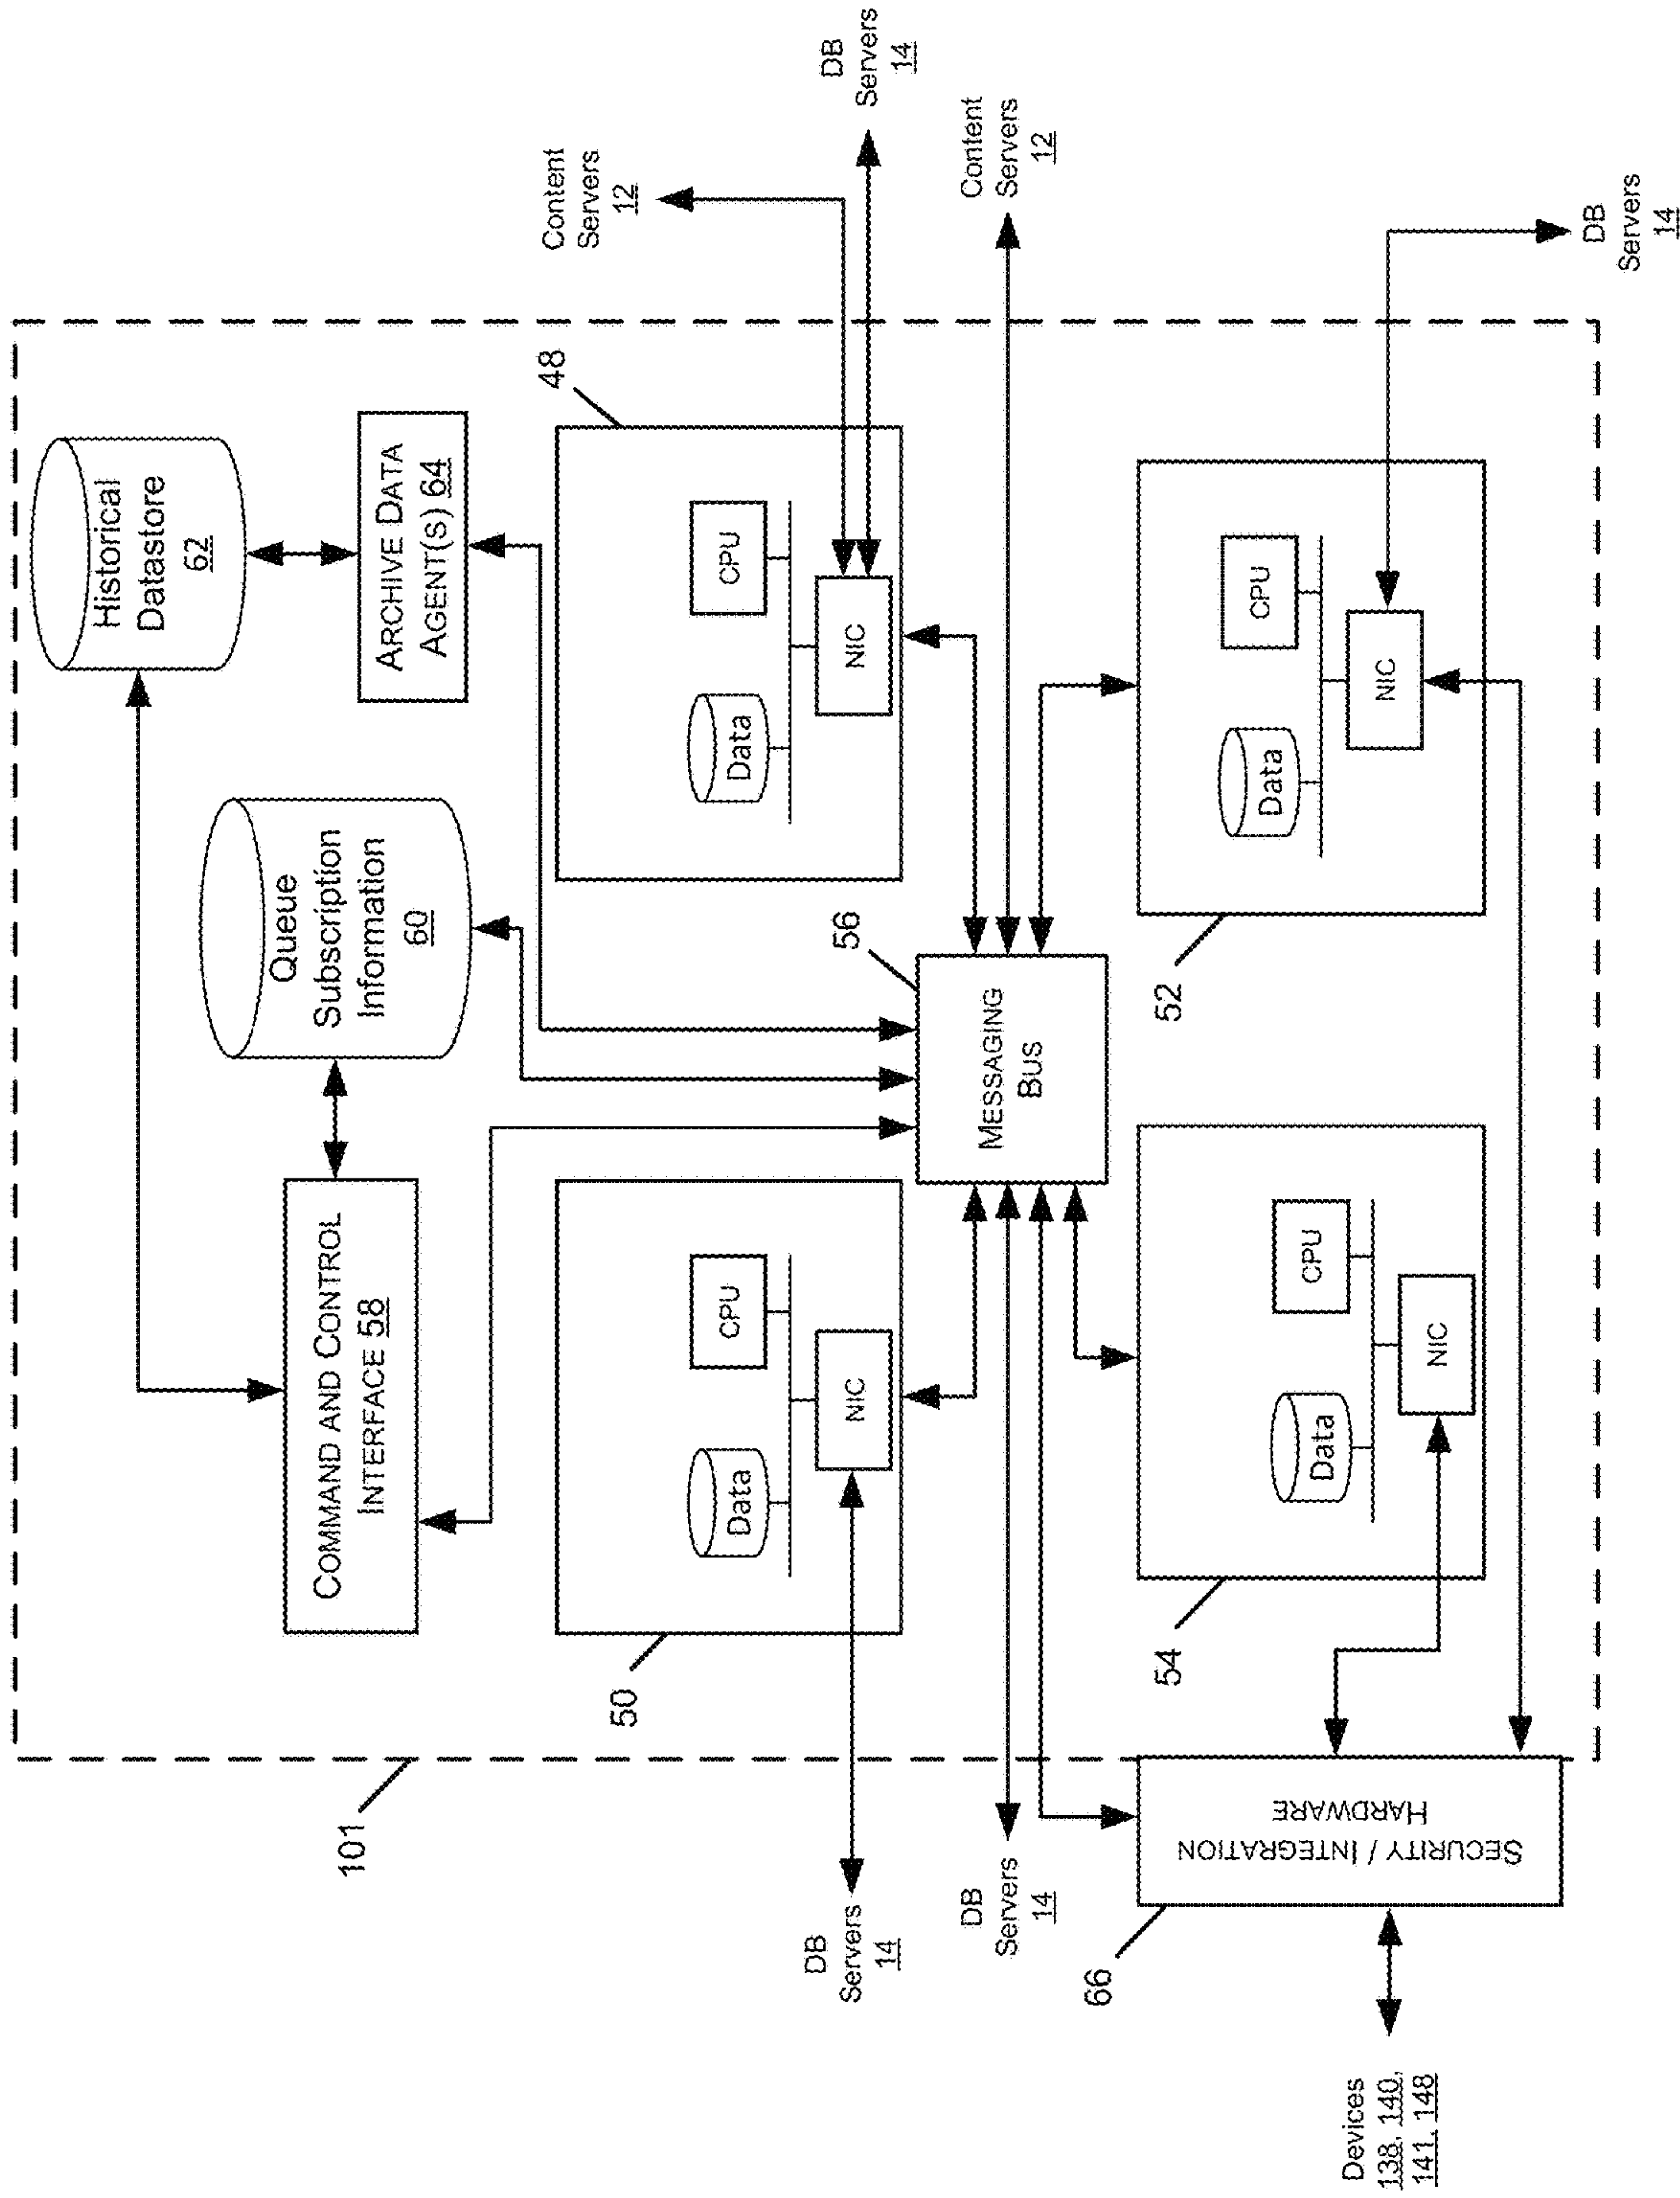 Historical
Datastore
62
Queue
Subscription
Information
60
COMMAND AND CONTROL
INTERFACE 58
101
ARCHIVE DATA
AGENT(S) 64
50
48
Content
Servers
12
Data
CPU
NIC
Data
CPU
NIC
DB
Servers
14
DB
Servers
14
56
MESSAGING
BUS
DB
Servers
14
Content
Servers
12
66
54
52
SECURITY / INTEGRATION
HARDWARE
Data
CPU
NIC
Data
CPU
NIC
Devices
138, 140,
141, 148
DB
Servers
14